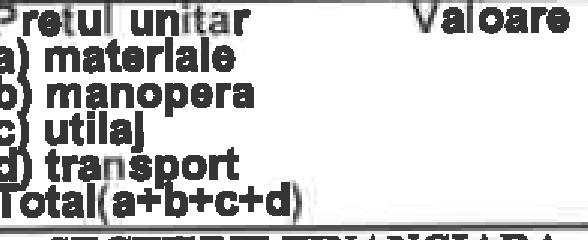 Pretul unitar Valoare
a) materiale
b) manopera
c) utilaj
d) transport
Total(a+b+c+d)